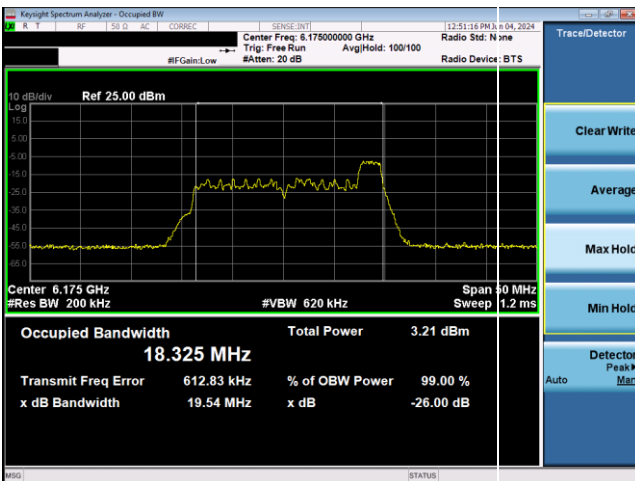 Keysight Spectrum Analyzer - Occupied BW
R T RF 50 Ω AC CORREC SENSE:INT 12:51:16 PM Jun 04, 2024
Center Freq: 6.175000000 GHz Radio Std: None
Trig: Free Run Avg|Hold: 100/100
#IFGain:Low #Atten: 20 dB Radio Device: BTS
Trace/Detector
10 dB/div Ref 25.00 dBm
Log
15.0
5.00
-5.00
-15.0
-25.0
-35.0
-45.0
-55.0
-65.0
Center 6.175 GHz Span 50 MHz
#Res BW 200 kHz #VBW 620 kHz Sweep 1.2 ms
Occupied Bandwidth Total Power 3.21 dBm
18.325 MHz
Transmit Freq Error 612.83 kHz % of OBW Power 99.00 %
x dB Bandwidth 19.54 MHz x dB -26.00 dB
Clear Write
Average
Max Hold
Min Hold
Detector
Peak
Auto Man
MSG STATUS